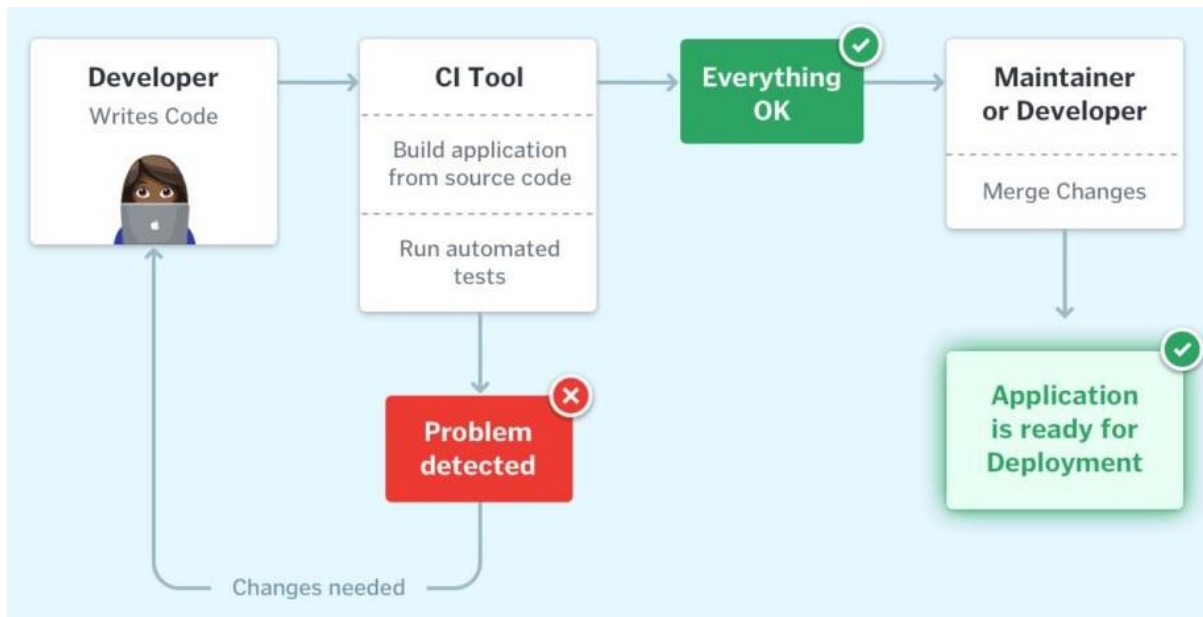 Developer
Writes Code
CI Tool
Build application
from source code
Run automated
tests
Everything
OK
Maintainer
or Developer
Merge Changes
Problem
detected
Changes needed
Application
is ready for
Deployment